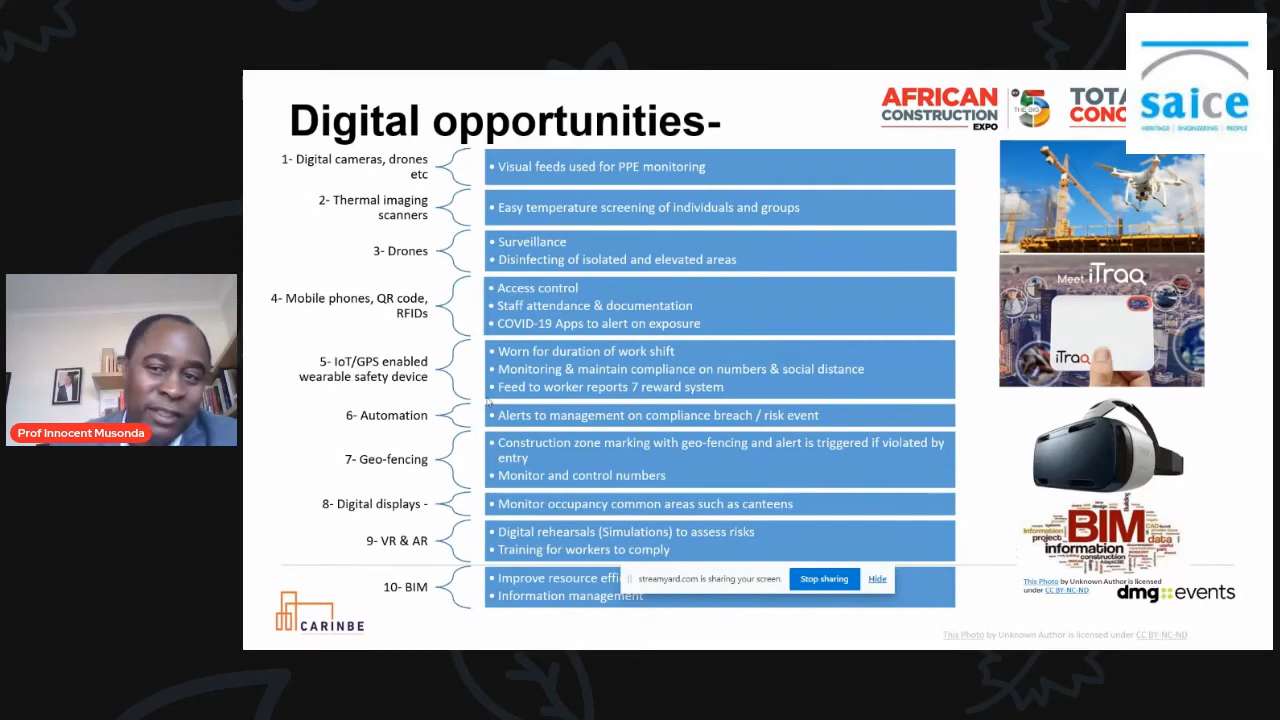 Digital opportunities-
AFRICAN
CONSTRUCTION
EXPO
THE BIG
5
TOTA
CONC
saice
HERITAGE | ENGINEERING | PEOPLE
1- Digital cameras, drones
etc
• Visual feeds used for PPE monitoring
2- Thermal imaging
scanners
• Easy temperature screening of individuals and groups
3- Drones
• Surveillance
• Disinfecting of isolated and elevated areas
4- Mobile phones, QR code,
RFIDs
• Access control
• Staff attendance & documentation
• COVID-19 Apps to alert on exposure
5- IoT/GPS enabled
wearable safety device
• Worn for duration of work shift
• Monitoring & maintain compliance on numbers & social distance
• Feed to worker reports 7 reward system
6- Automation
• Alerts to management on compliance breach / risk event
7- Geo-fencing
• Construction zone marking with geo-fencing and alert is triggered if violated by
entry
• Monitor and control numbers
8- Digital displays -
• Monitor occupancy common areas such as canteens
9- VR & AR
• Digital rehearsals (Simulations) to assess risks
• Training for workers to comply
10- BIM
• Improve resource effi
• Information management
streamyard.com is sharing your screen.
Stop sharing
Hide
Prof Innocent Musonda
Meet iTraq
iTraq
BIM
Information
project
CAD
data
information
construction
This Photo by Unknown Author is licensed
under CC BY-NC-ND
dmg events
CARINBE
This Photo by Unknown Author is licensed under CC BY-NC-ND